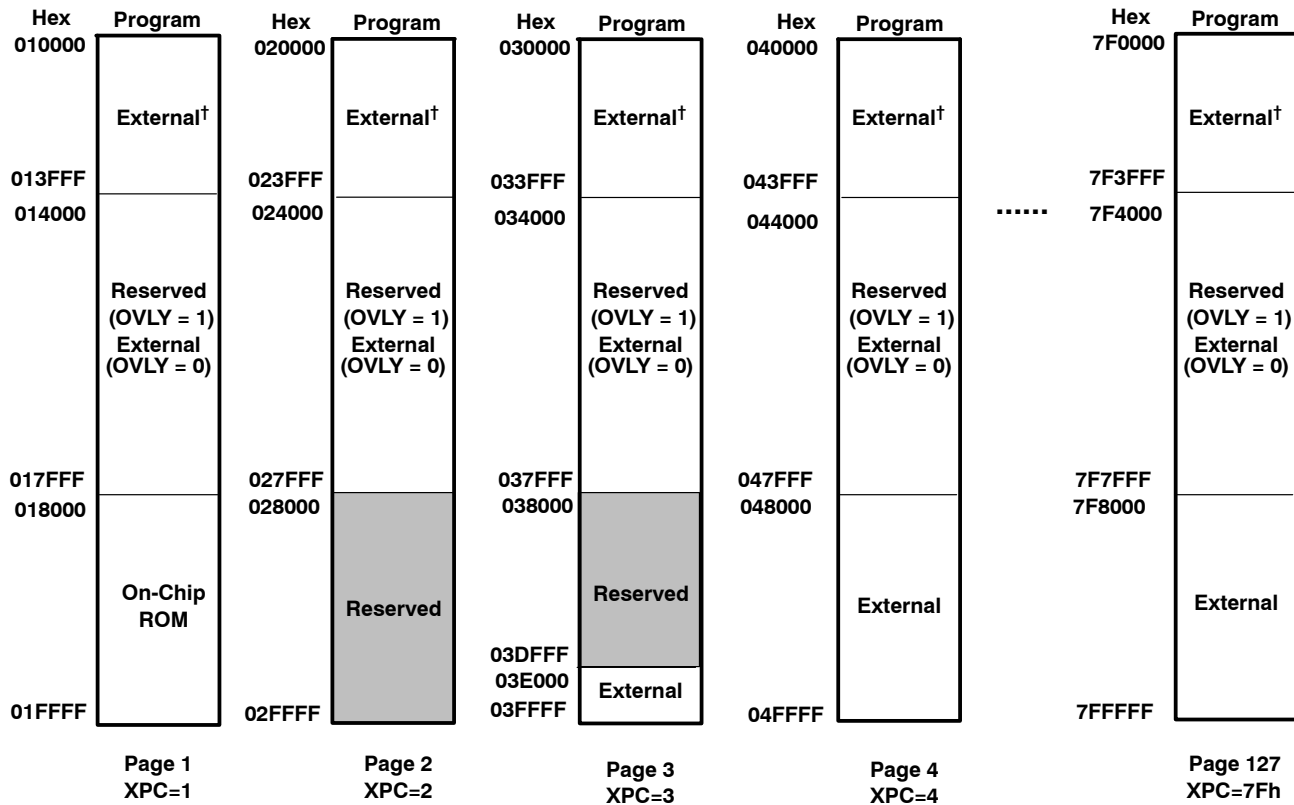 Hex Program
010000
External†
013FFF
014000
Reserved
(OVLY = 1)
External
(OVLY = 0)
017FFF
018000
On-Chip
ROM
01FFFF
Page 1
XPC=1
Hex Program
020000
External†
023FFF
024000
Reserved
(OVLY = 1)
External
(OVLY = 0)
027FFF
028000
Reserved
02FFFF
Page 2
XPC=2
Hex Program
030000
External†
033FFF
034000
Reserved
(OVLY = 1)
External
(OVLY = 0)
037FFF
038000
Reserved
03DFFF
03E000
External
03FFFF
Page 3
XPC=3
Hex Program
040000
External†
043FFF
044000
Reserved
(OVLY = 1)
External
(OVLY = 0)
047FFF
048000
External
04FFFF
Page 4
XPC=4
......
Hex Program
7F0000
External†
7F3FFF
7F4000
Reserved
(OVLY = 1)
External
(OVLY = 0)
7F7FFF
7F8000
External
7FFFFF
Page 127
XPC=7Fh